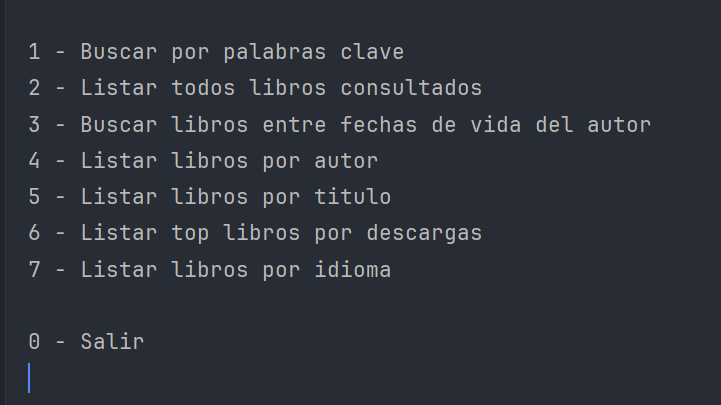 1 - Buscar por palabras clave
2 - Listar todos libros consultados
3 - Buscar libros entre fechas de vida del autor
4 - Listar libros por autor
5 - Listar libros por titulo
6 - Listar top libros por descargas
7 - Listar libros por idioma
0 - Salir